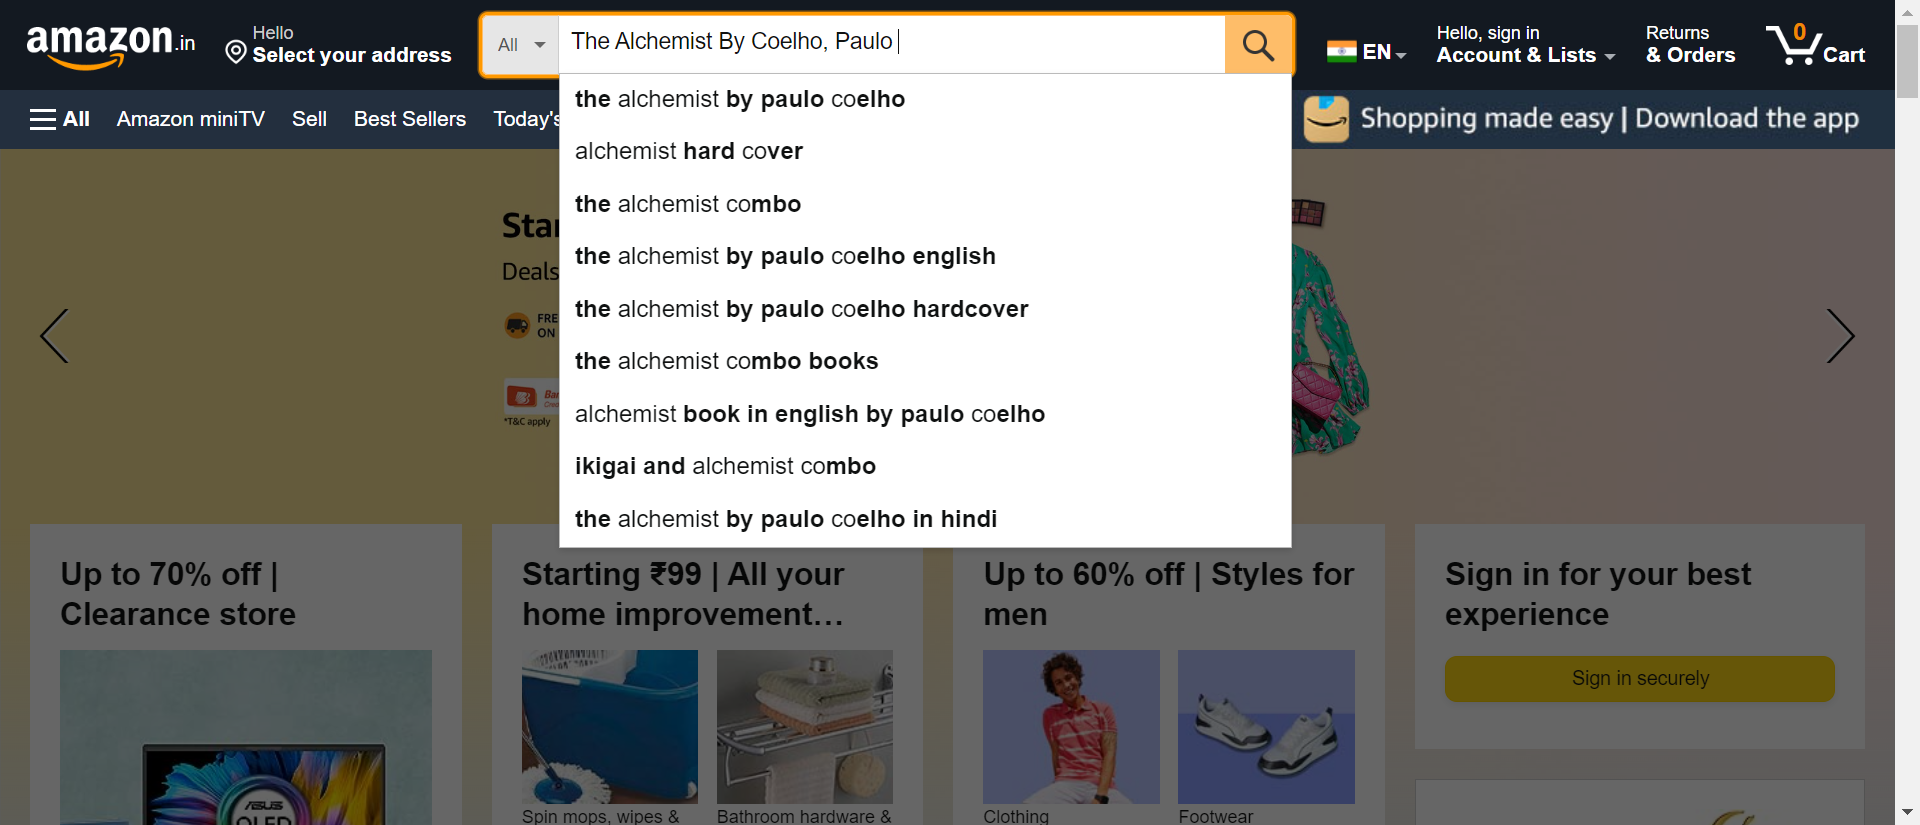 amazon.in
Hello
Select your address
All
The Alchemist By Coelho, Paulo
EN
Hello, sign in
Account & Lists
Returns
& Orders
0
Cart
All
Amazon miniTV
Sell
Best Sellers
Today's
Shopping made easy | Download the app
the alchemist by paulo coelho
alchemist hard cover
the alchemist combo
the alchemist by paulo coelho english
the alchemist by paulo coelho hardcover
the alchemist combo books
alchemist book in english by paulo coelho
ikigai and alchemist combo
the alchemist by paulo coelho in hindi
Star
Deals
FRE
ON
Ban
*T&C apply
Up to 70% off |
Clearance store
Starting ₹99 | All your
home improvement…
Up to 60% off | Styles for
men
Sign in for your best
experience
Sign in securely
ASUS
OLED
Spin mops, wipes &
Bathroom hardware &
Clothing
Footwear